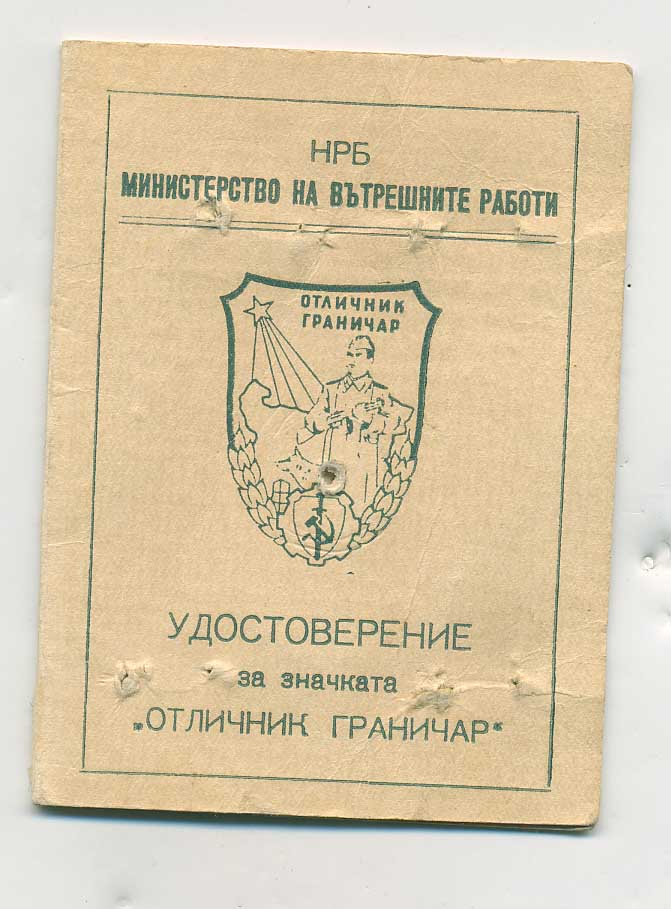 НРБ
МИНИСТЕРСТВО НА ВЪТРЕШНИТЕ РАБОТИ
ОТЛИЧНИК
ГРАНИЧАР
УДОСТОВЕРЕНИЕ
за значката
„ОТЛИЧНИК ГРАНИЧАР“